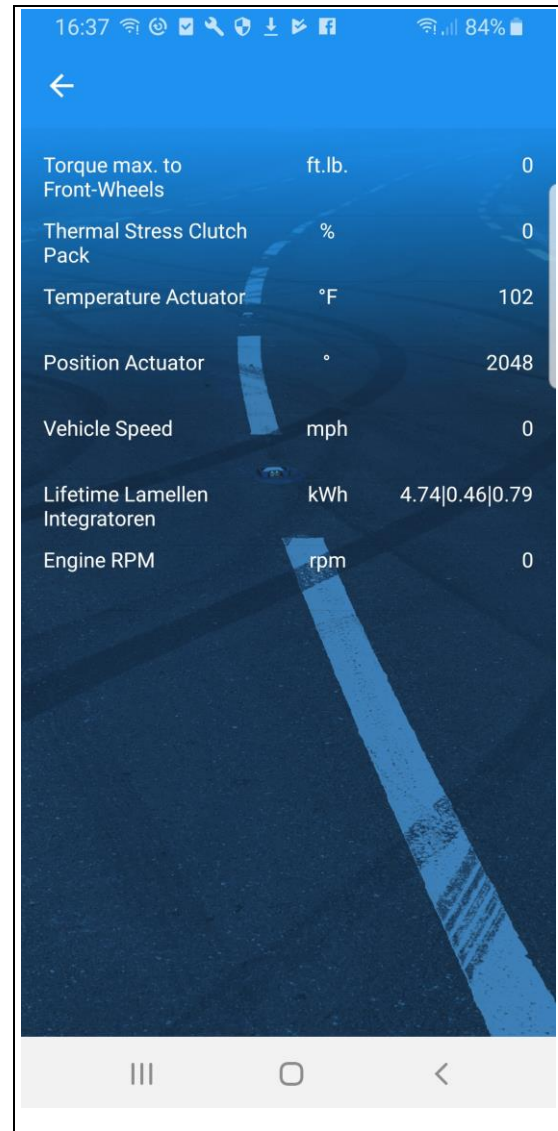 16:37 84%
Torque max. to ft.lb. 0
Front-Wheels
Thermal Stress Clutch % 0
Pack
Temperature Actuator °F 102
Position Actuator ° 2048
Vehicle Speed mph 0
Lifetime Lamellen kWh 4.74|0.46|0.79
Integratoren
Engine RPM rpm 0